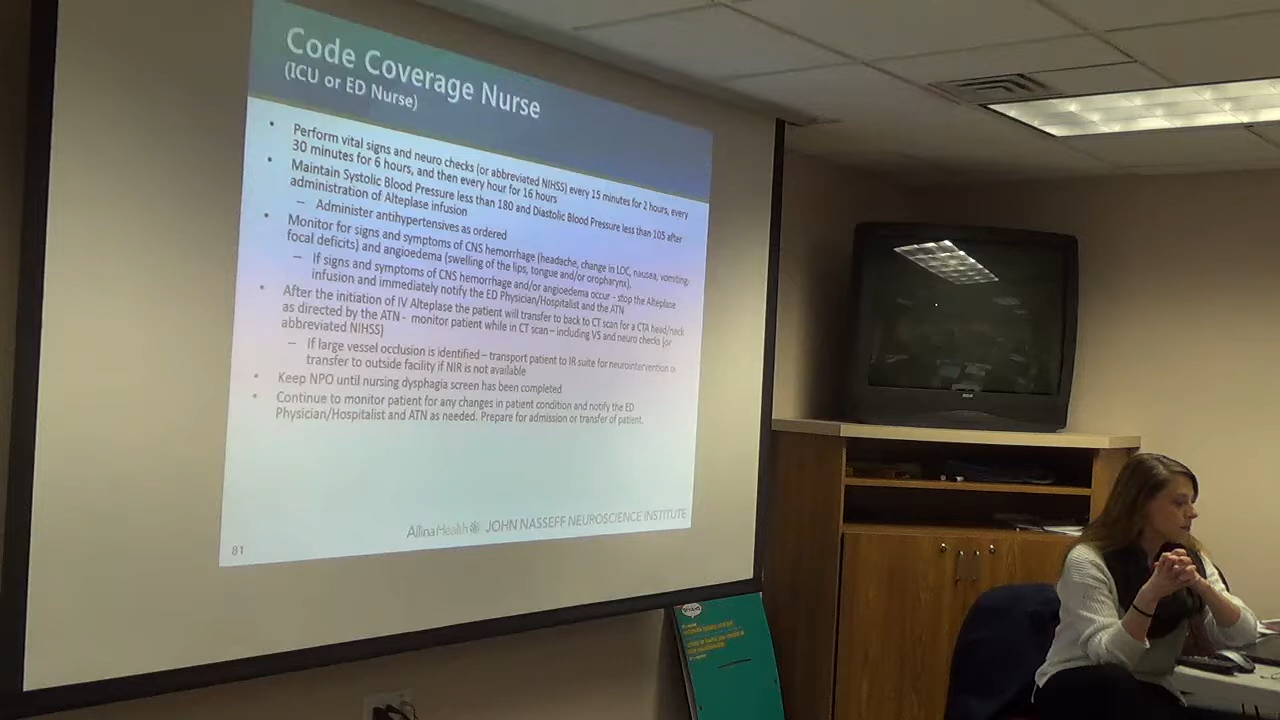 Code Coverage Nurse
(ICU or ED Nurse)
• Perform vital signs and neuro checks (or abbreviated NIHSS) every 15 minutes for 2 hours, every
30 minutes for 6 hours, and then every hour for 16 hours
• Maintain Systolic Blood Pressure less than 180 and Diastolic Blood Pressure less than 105 after
administration of Alteplase infusion
– Administer antihypertensives as ordered
• Monitor for signs and symptoms of CNS hemorrhage (headache, change in LOC, nausea, vomiting,
focal deficits) and angioedema (swelling of the lips, tongue and/or oropharynx).
– If signs and symptoms of CNS hemorrhage and/or angioedema occur - stop the Alteplase
infusion and immediately notify the ED Physician/Hospitalist and the ATN
• After the initiation of IV Alteplase the patient will transfer to back to CT scan for a CTA head/neck
as directed by the ATN - monitor patient while in CT scan – including VS and neuro checks (or
abbreviated NIHSS)
– If large vessel occlusion is identified – transport patient to IR suite for neurointervention or
transfer to outside facility if NIR is not available
• Keep NPO until nursing dysphagia screen has been completed
• Continue to monitor patient for any changes in patient condition and notify the ED
Physician/Hospitalist and ATN as needed. Prepare for admission or transfer of patient.
AllinaHealth JOHN NASSEFF NEUROSCIENCE INSTITUTE
81
RCA